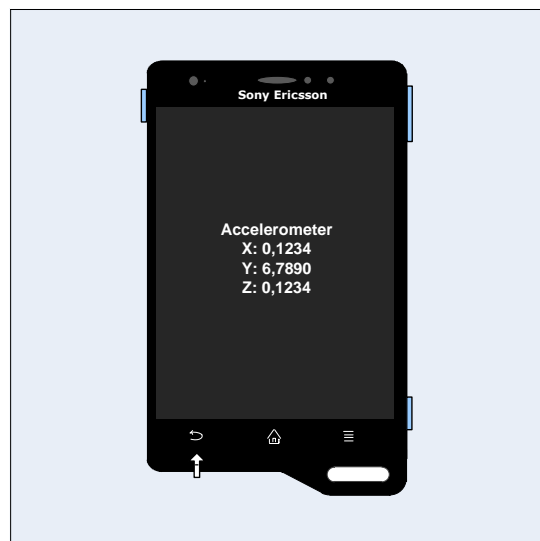 Sony Ericsson
Accelerometer
X: 0,1234
Y: 6,7890
Z: 0,1234